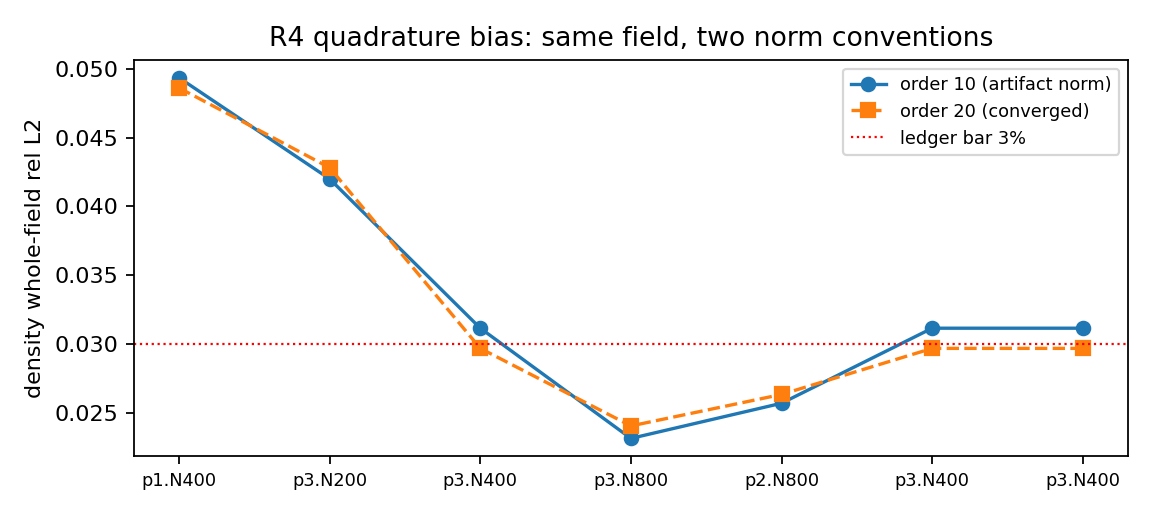 R4 quadrature bias: same field, two norm conventions
density whole-field rel L2
0.050
0.045
0.040
0.035
0.030
0.025
order 10 (artifact norm)
order 20 (converged)
ledger bar 3%
p1.N400 p3.N200 p3.N400 p3.N800 p2.N800 p3.N400 p3.N400